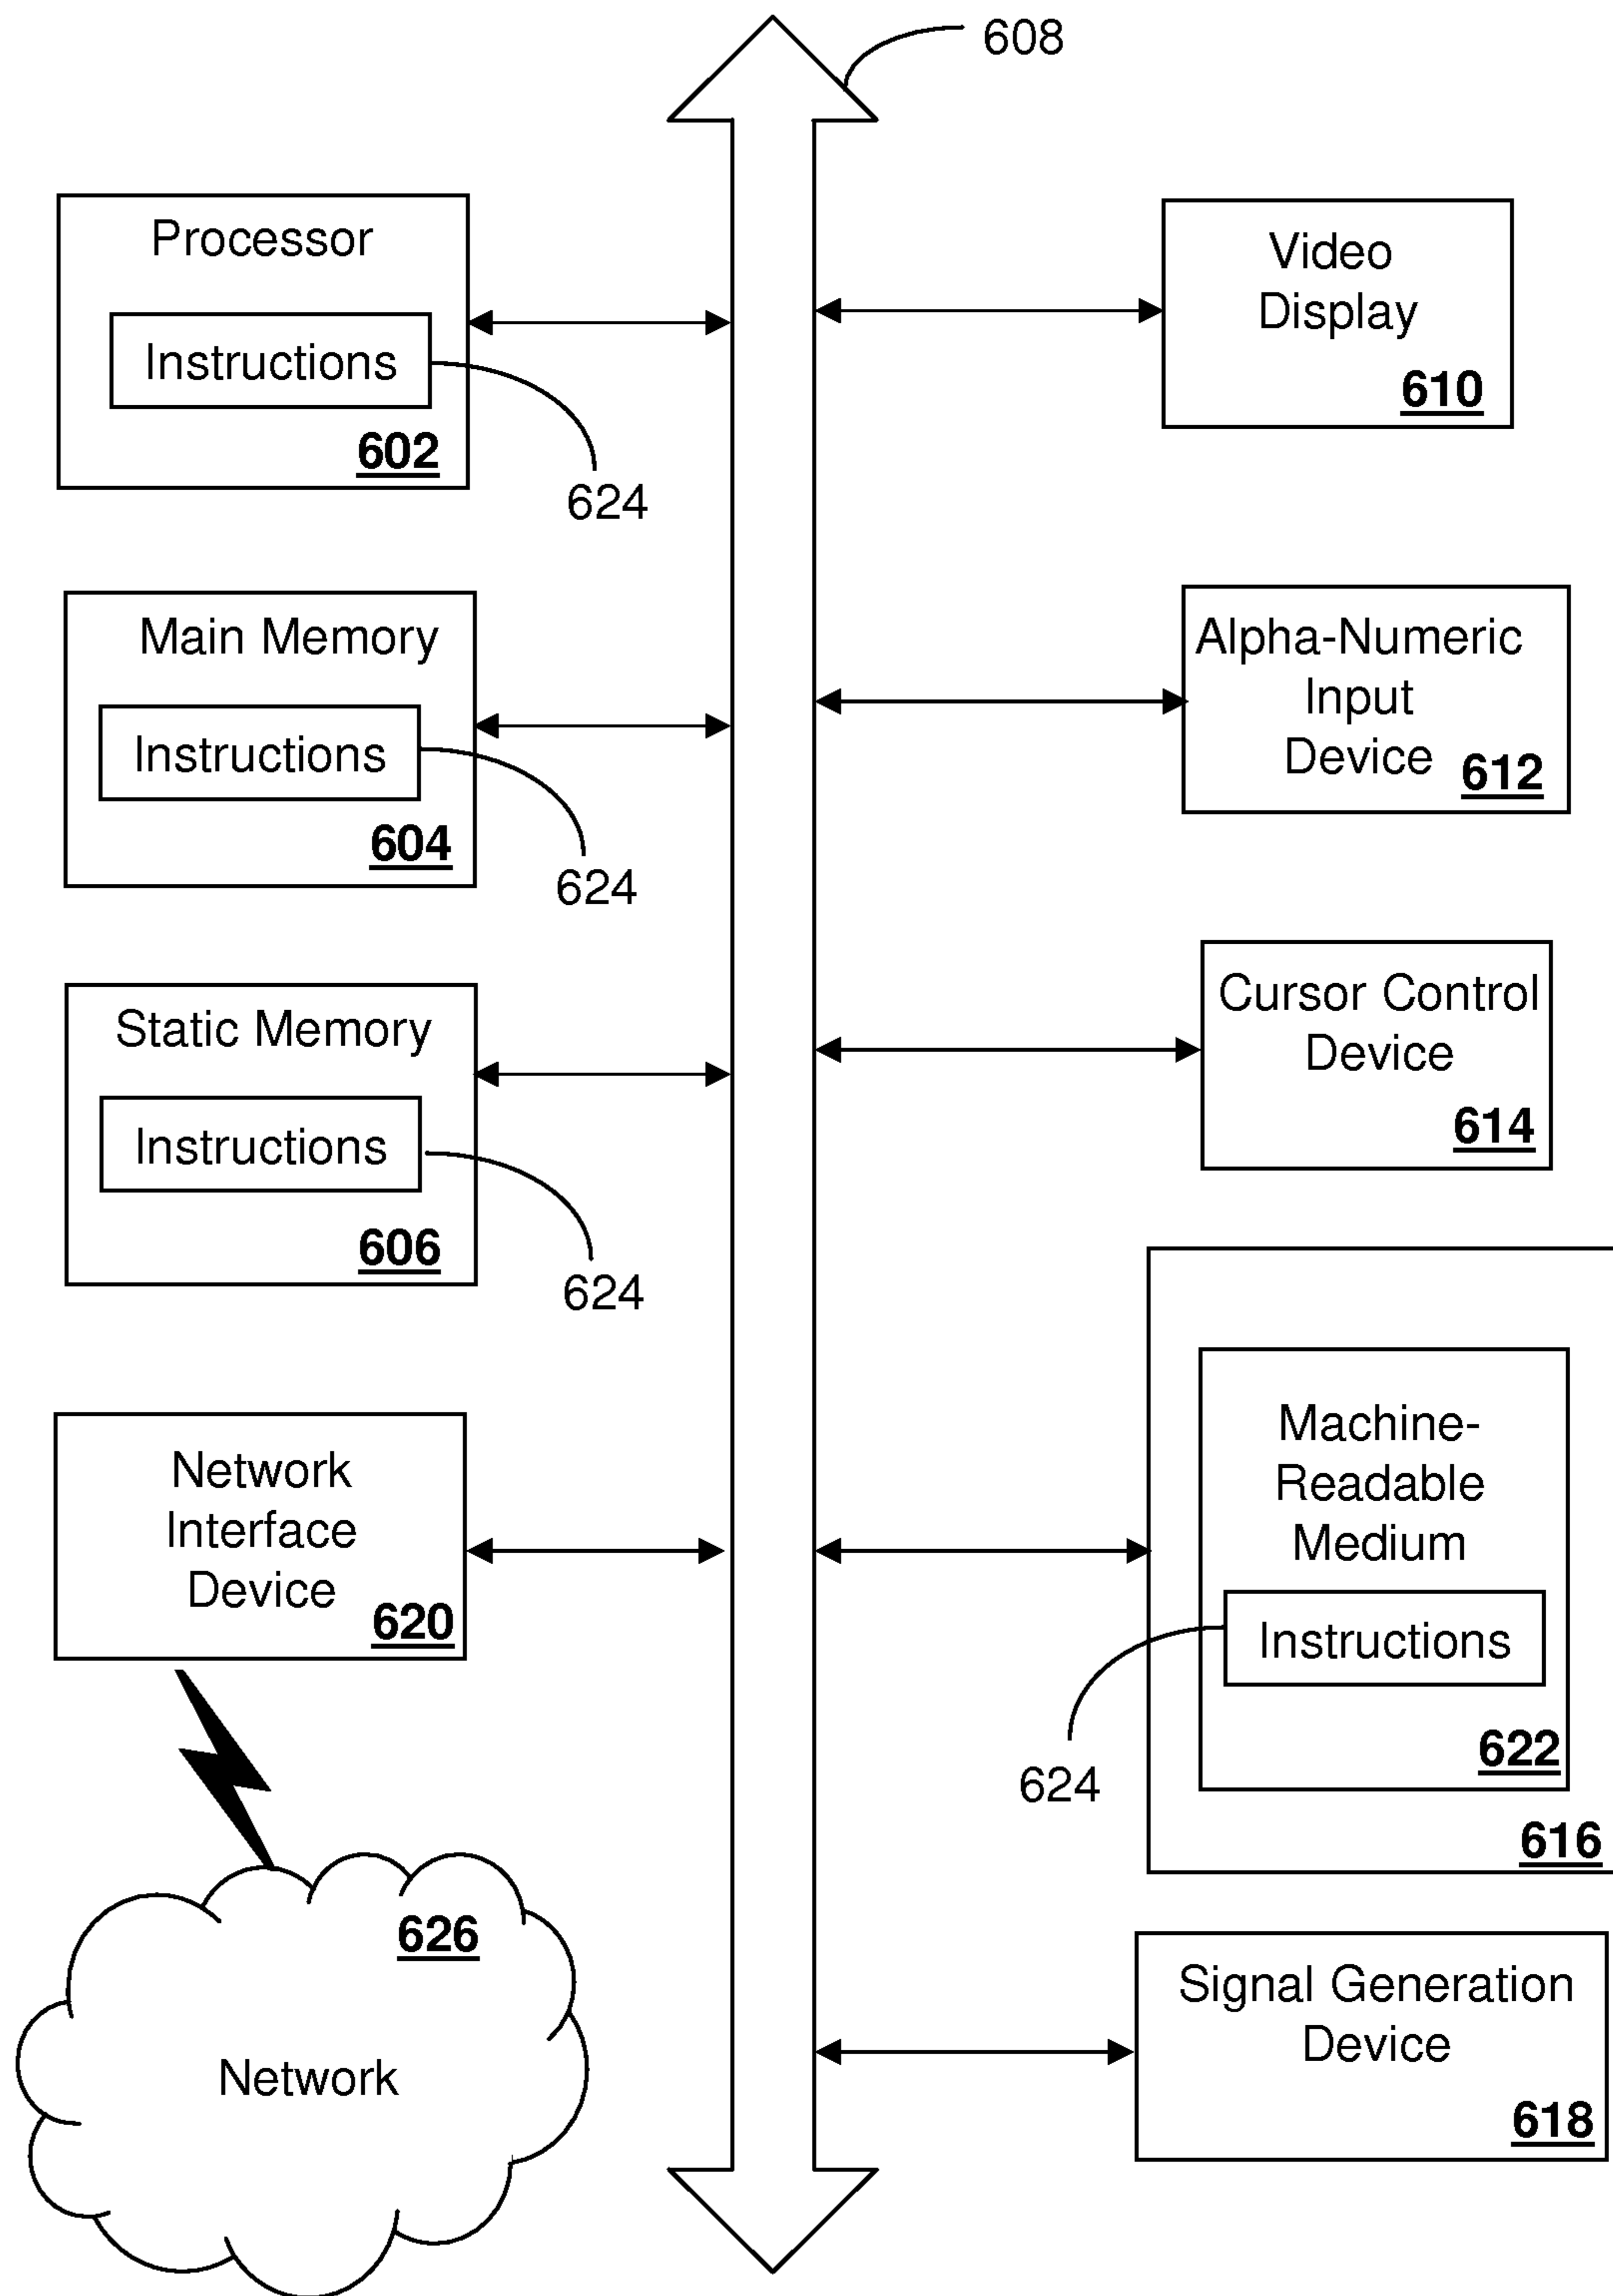 608
Processor
Instructions
602
624
Main Memory
Instructions
604
624
Static Memory
Instructions
606
624
Network
Interface
Device
620
626
Network
Video
Display
610
Alpha-Numeric
Input
Device
612
Cursor Control
Device
614
Machine-
Readable
Medium
Instructions
622
624
616
Signal Generation
Device
618